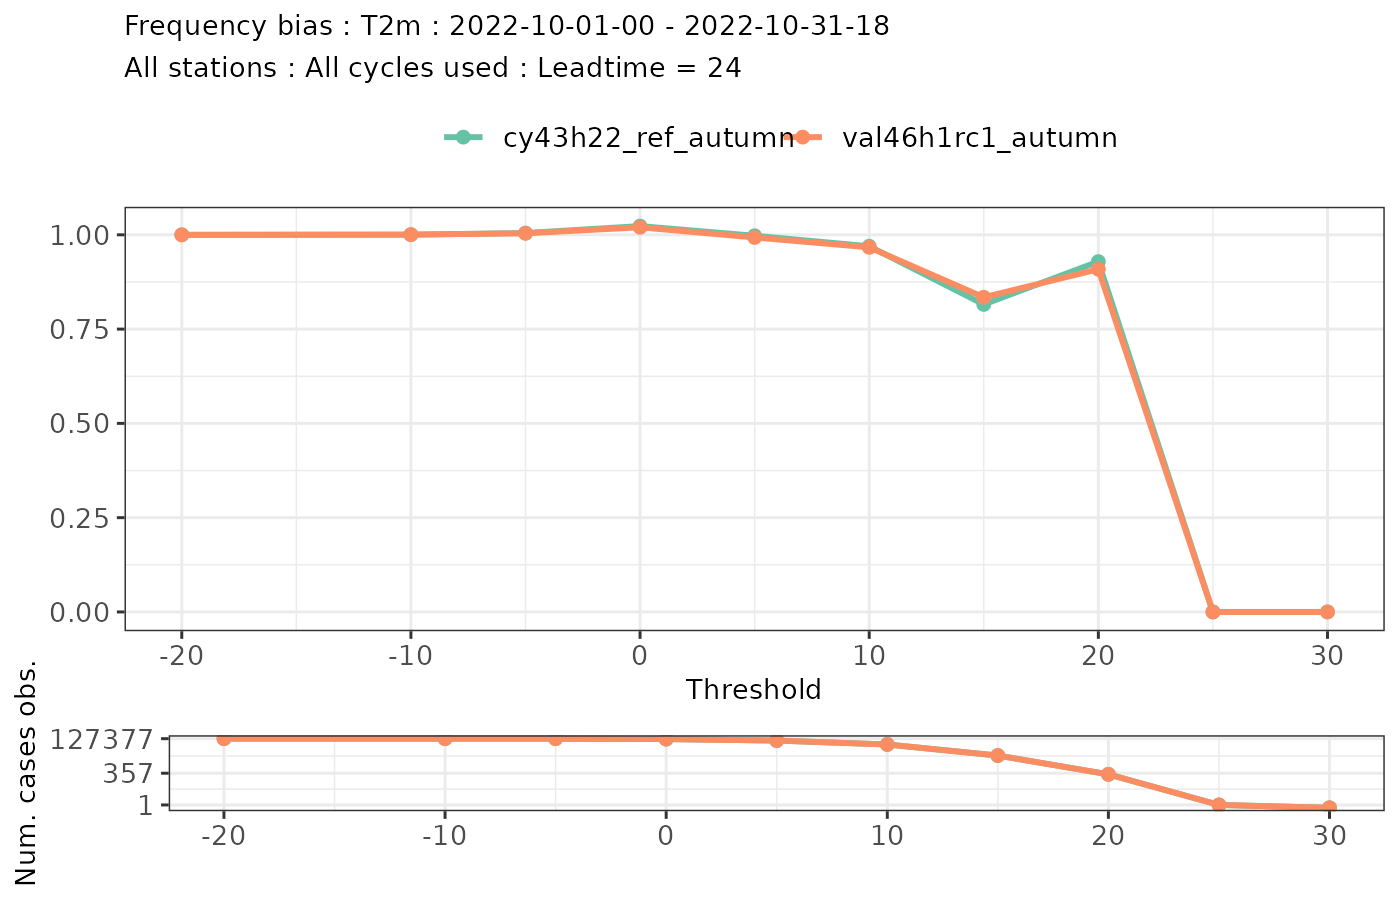 Frequency bias : T2m : 2022-10-01-00 - 2022-10-31-18
All stations : All cycles used : Leadtime = 24
cy43h22_ref_autumn val46h1rc1_autumn
1.00
0.75
0.50
0.25
0.00
-20 -10 0 10 20 30
Threshold
Num. cases obs.
127377
357
1
-20 -10 0 10 20 30